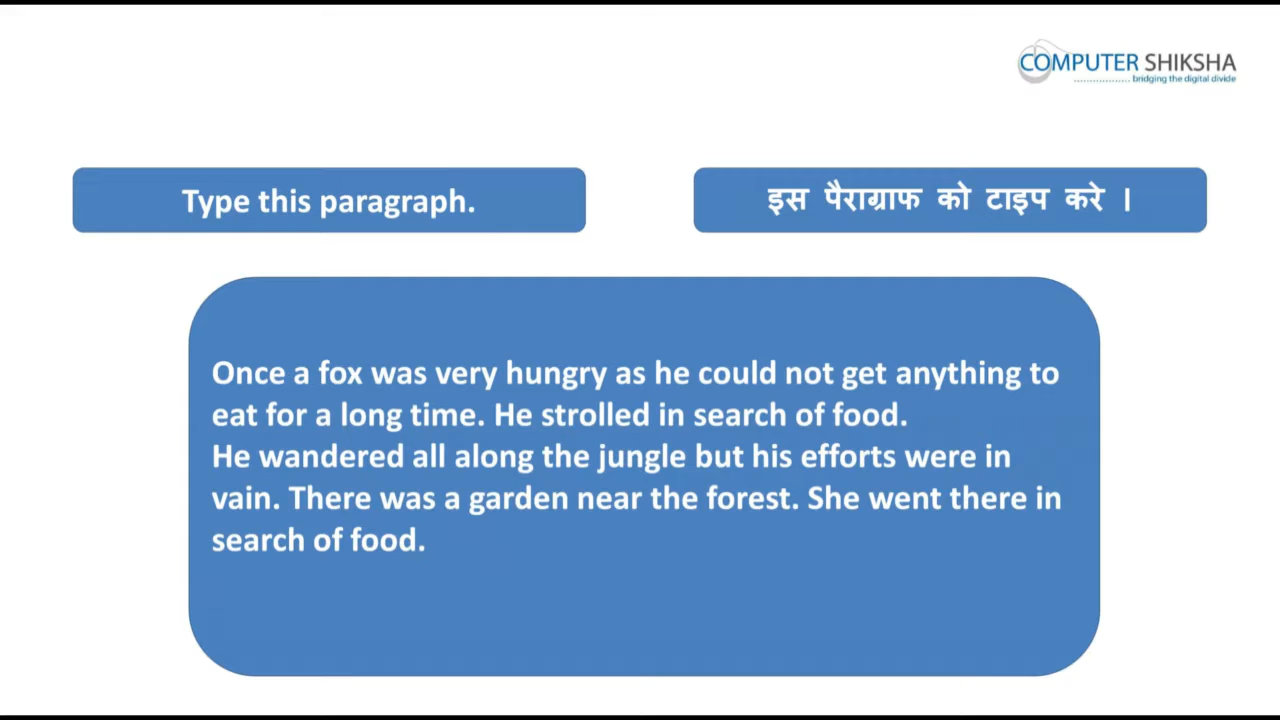 COMPUTER SHIKSHA
bridging the digital divide
Type this paragraph.
इस पैराग्राफ को टाइप करे ।
Once a fox was very hungry as he could not get anything to
eat for a long time. He strolled in search of food.
He wandered all along the jungle but his efforts were in
vain. There was a garden near the forest. She went there in
search of food.